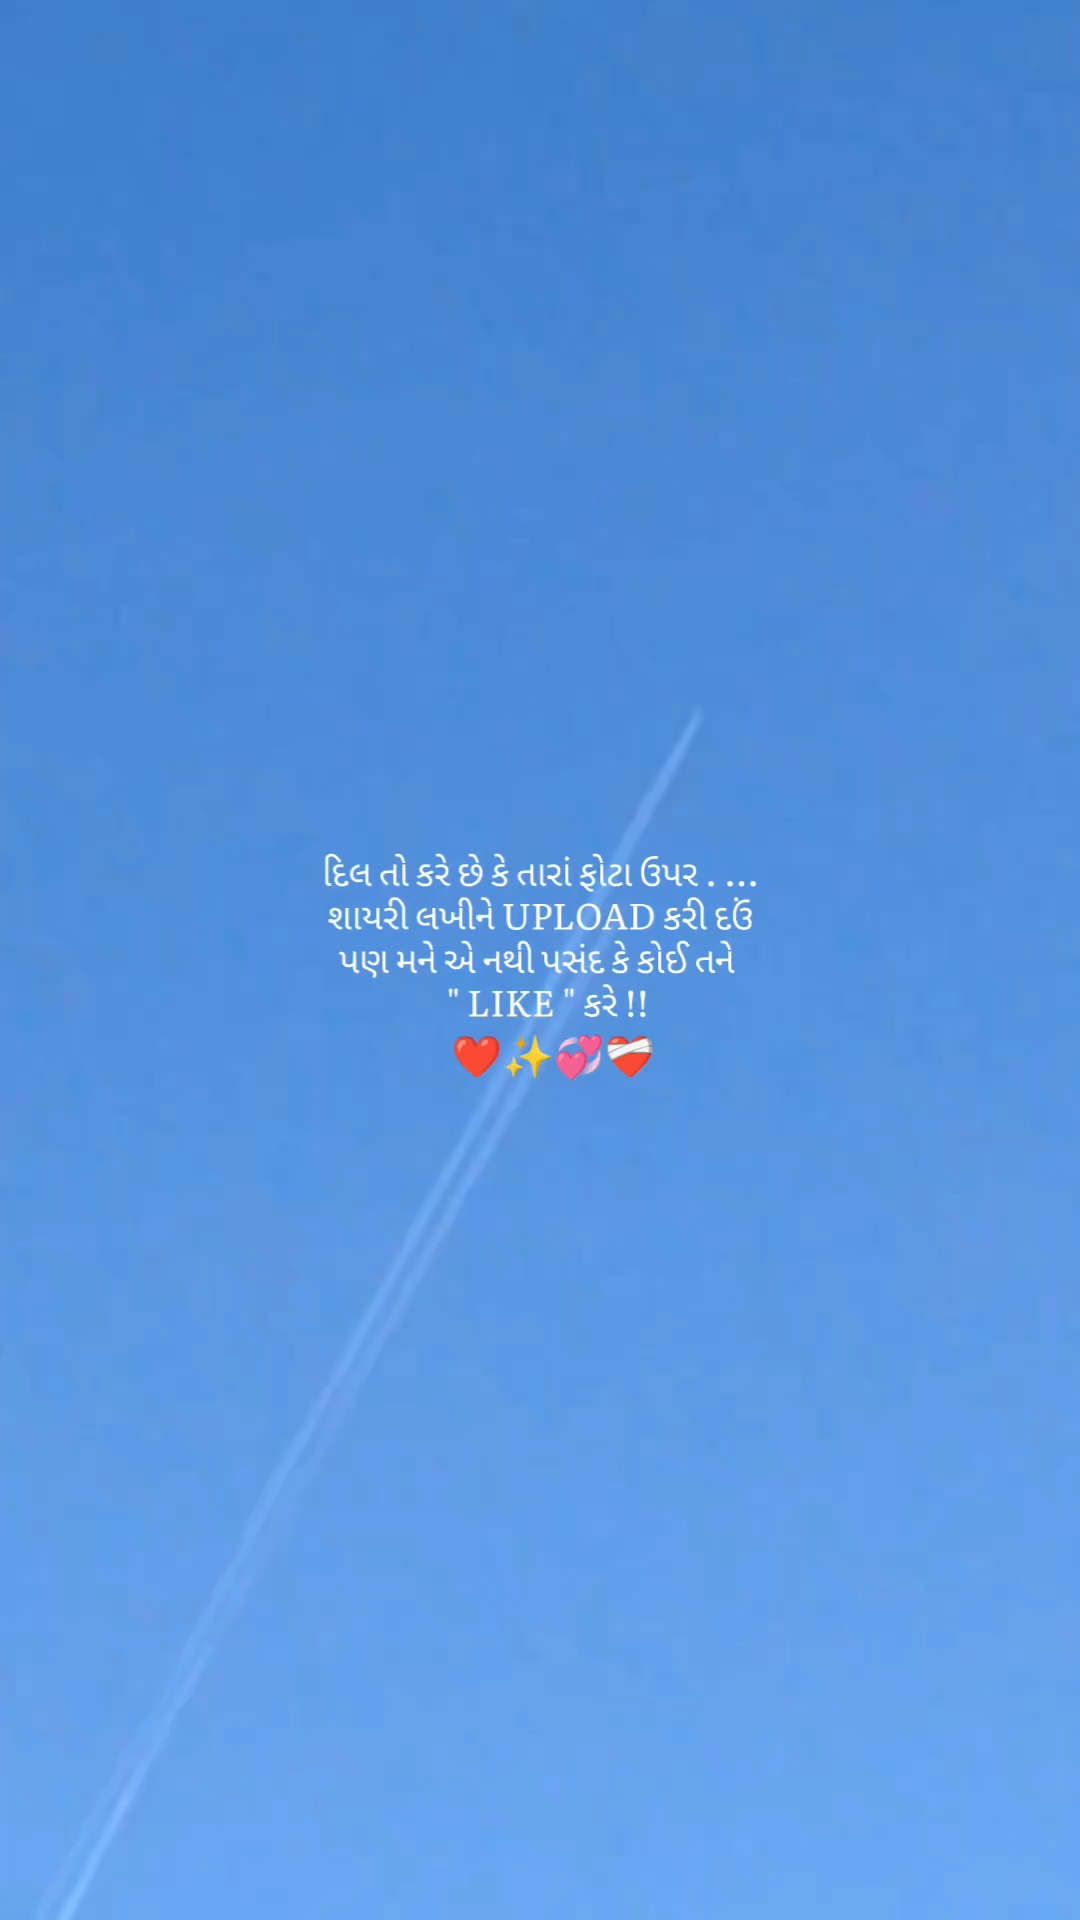 દિલ તો કરે છે કે તારાં ફોટા ઉપર . ...
શાયરી લખીને UPLOAD કરી દઉં
પણ મને એ નથી પસંદ કે કોઈ તને
" LIKE " કરે !!
❤️✨💞❤️‍🩹